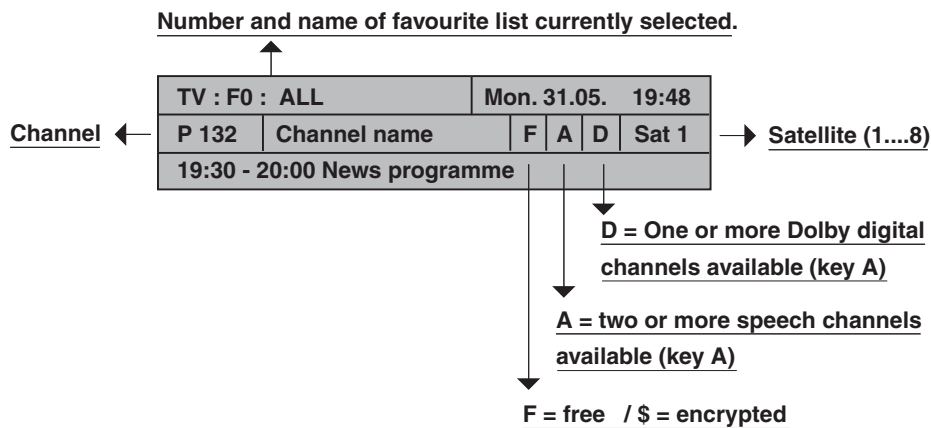 Number and name of favourite list currently selected.
TV : F0 : ALL Mon. 31.05. 19:48
Channel P 132 Channel name F A D Sat 1 Satellite (1....8)
19:30 - 20:00 News programme
D = One or more Dolby digital
channels available (key A)
A = two or more speech channels
available (key A)
F = free / $ = encrypted